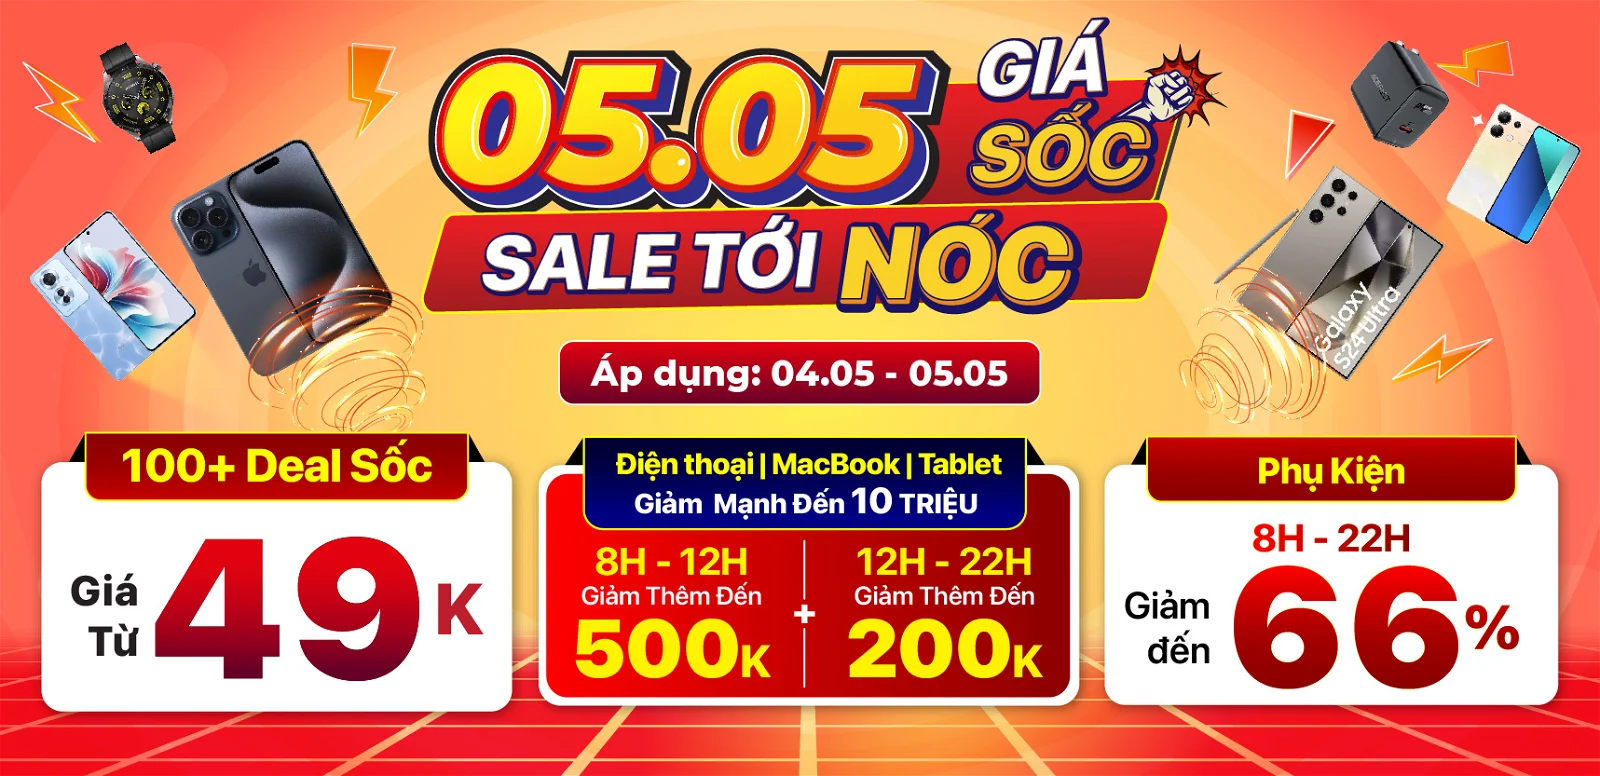 05.05
GIÁ
SỐC
SALE TỚI NÓC
Galaxy
S24 Ultra
Áp dụng: 04.05 - 05.05
100+ Deal Sốc
Giá
Từ
49K
Điện thoại | MacBook | Tablet
Giảm Mạnh Đến 10 TRIỆU
8H - 12H
Giảm Thêm Đến
500K
+
12H - 22H
Giảm Thêm Đến
200K
Phụ Kiện
8H - 22H
Giảm
đến
66%